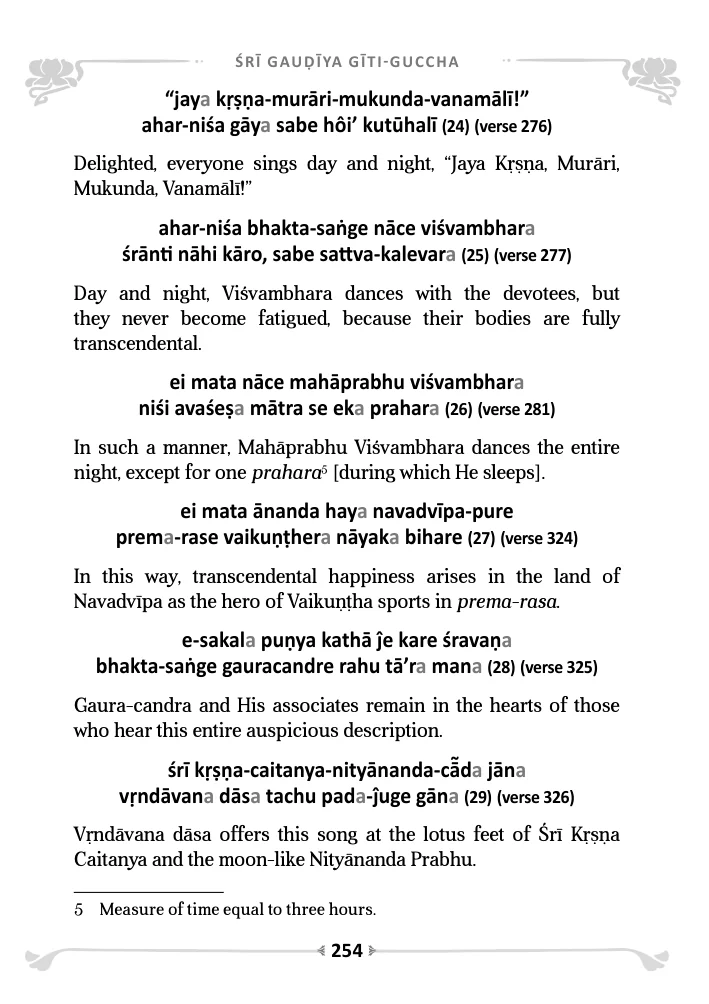 ŚRĪ GAUḌĪYA GĪTI-GUCCHA
“jaya kṛṣṇa-murāri-mukunda-vanamālī!”
ahar-niśa gāya sabe hôi’ kutūhalī (24) (verse 276)
Delighted, everyone sings day and night, “Jaya Kṛṣṇa, Murāri,
Mukunda, Vanamālī!”
ahar-niśa bhakta-saṅge nāce viśvambhara
śrānti nāhi kāro, sabe sattva-kalevara (25) (verse 277)
Day and night, Viśvambhara dances with the devotees, but
they never become fatigued, because their bodies are fully
transcendental.
ei mata nāce mahāprabhu viśvambhara
niśi avaśeṣa mātra se eka prahara (26) (verse 281)
In such a manner, Mahāprabhu Viśvambhara dances the entire
night, except for one prahara⁵ [during which He sleeps].
ei mata ānanda haya navadvīpa-pure
prema-rase vaikuṇṭhera nāyaka bihare (27) (verse 324)
In this way, transcendental happiness arises in the land of
Navadvīpa as the hero of Vaikuṇṭha sports in prema-rasa.
e-sakala puṇya kathā ĵe kare śravaṇa
bhakta-saṅge gauracandre rahu tā’ra mana (28) (verse 325)
Gaura-candra and His associates remain in the hearts of those
who hear this entire auspicious description.
śrī kṛṣṇa-caitanya-nityānanda-cā̃da jāna
vṛndāvana dāsa tachu pada-ĵuge gāna (29) (verse 326)
Vṛndāvana dāsa offers this song at the lotus feet of Śrī Kṛṣṇa
Caitanya and the moon-like Nityānanda Prabhu.
5 Measure of time equal to three hours.
254